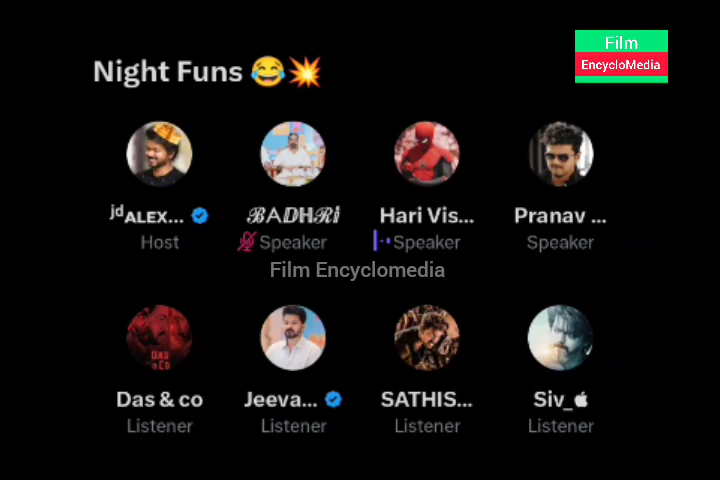 Film
EncycloMedia
Night Funs 😂💥
jdALEX...
BADHRi
Hari Vis...
Pranav ...
Host
Speaker
Speaker
Speaker
Film Encyclomedia
DAS
Das & co
Jeeva...
SATHIS...
Siv_
Listener
Listener
Listener
Listener